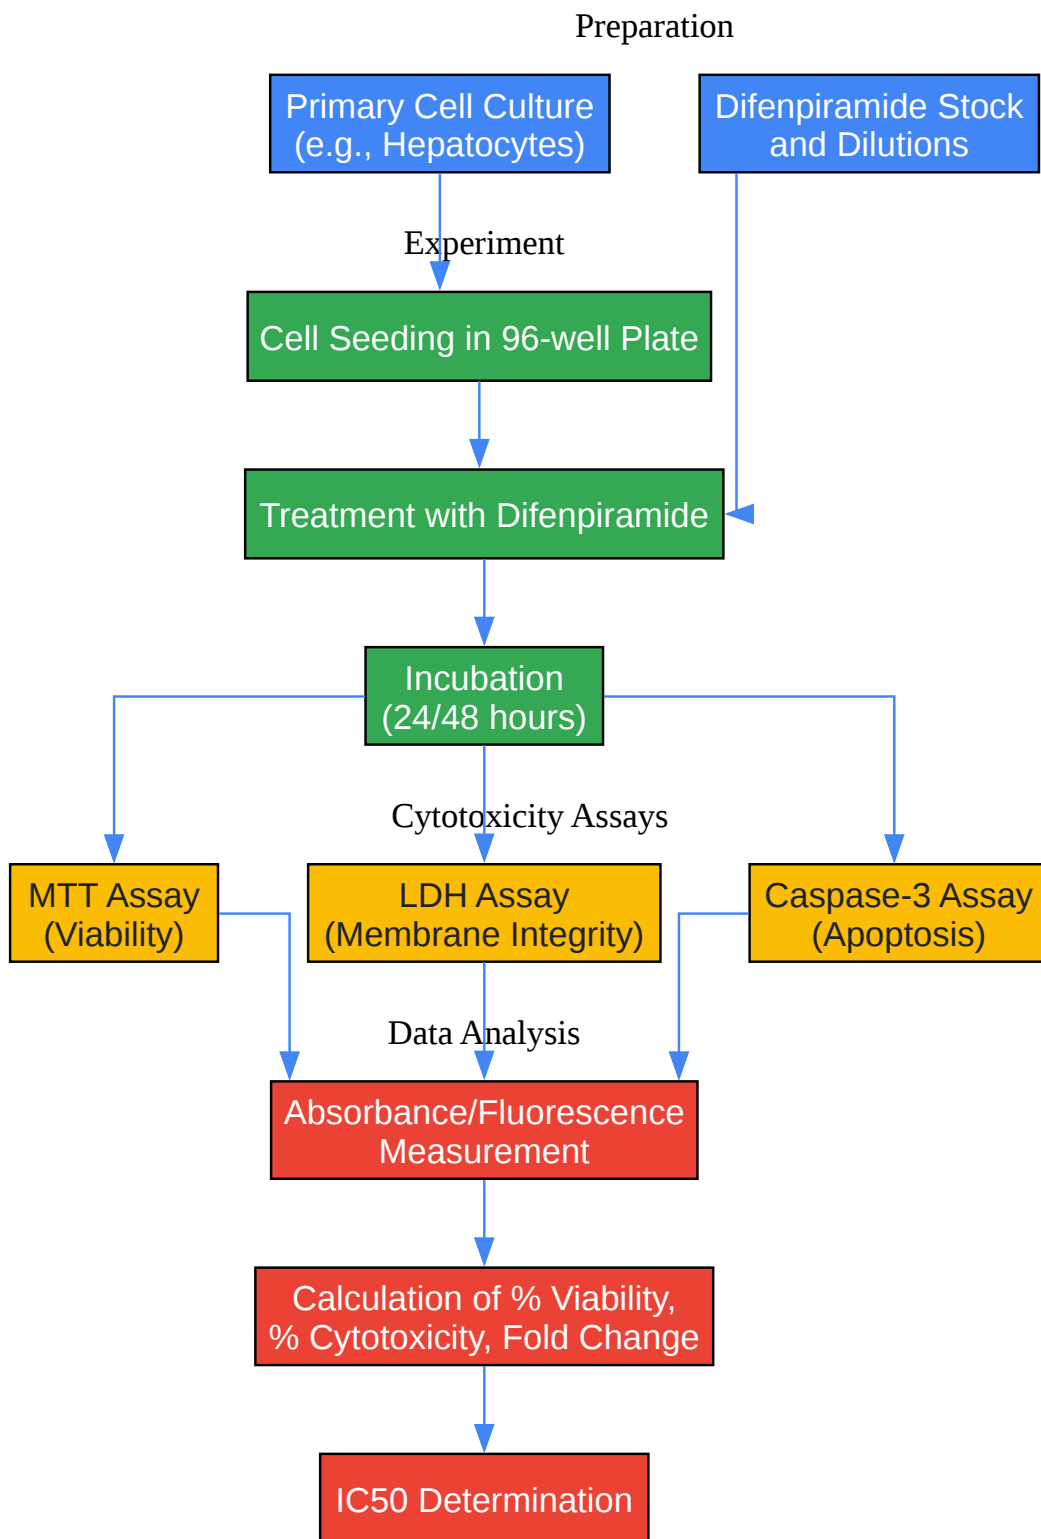 Preparation
Primary Cell Culture
(e.g., Hepatocytes)
Difenpiramide Stock
and Dilutions
Experiment
Cell Seeding in 96-well Plate
Treatment with Difenpiramide
Incubation
(24/48 hours)
Cytotoxicity Assays
MTT Assay
(Viability)
LDH Assay
(Membrane Integrity)
Caspase-3 Assay
(Apoptosis)
Data Analysis
Absorbance/Fluorescence
Measurement
Calculation of % Viability,
% Cytotoxicity, Fold Change
IC50 Determination